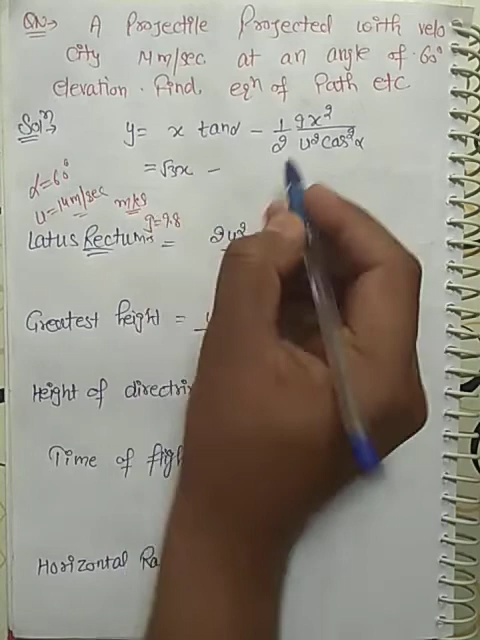 QN:→ A Projectile Projected with velo
city 14m/sec. at an angle of 60°
elevation. Find, eqn of Path etc
Soln:→ y= x tanα - 1/2 gx²/u²cos²α
= √3x -
α=60°
u=14m/sec
m/kg
g=9.8
Latus Rectum = 2u²
Greatest height =
Height of directri
Time of fligh
Horizontal Ra